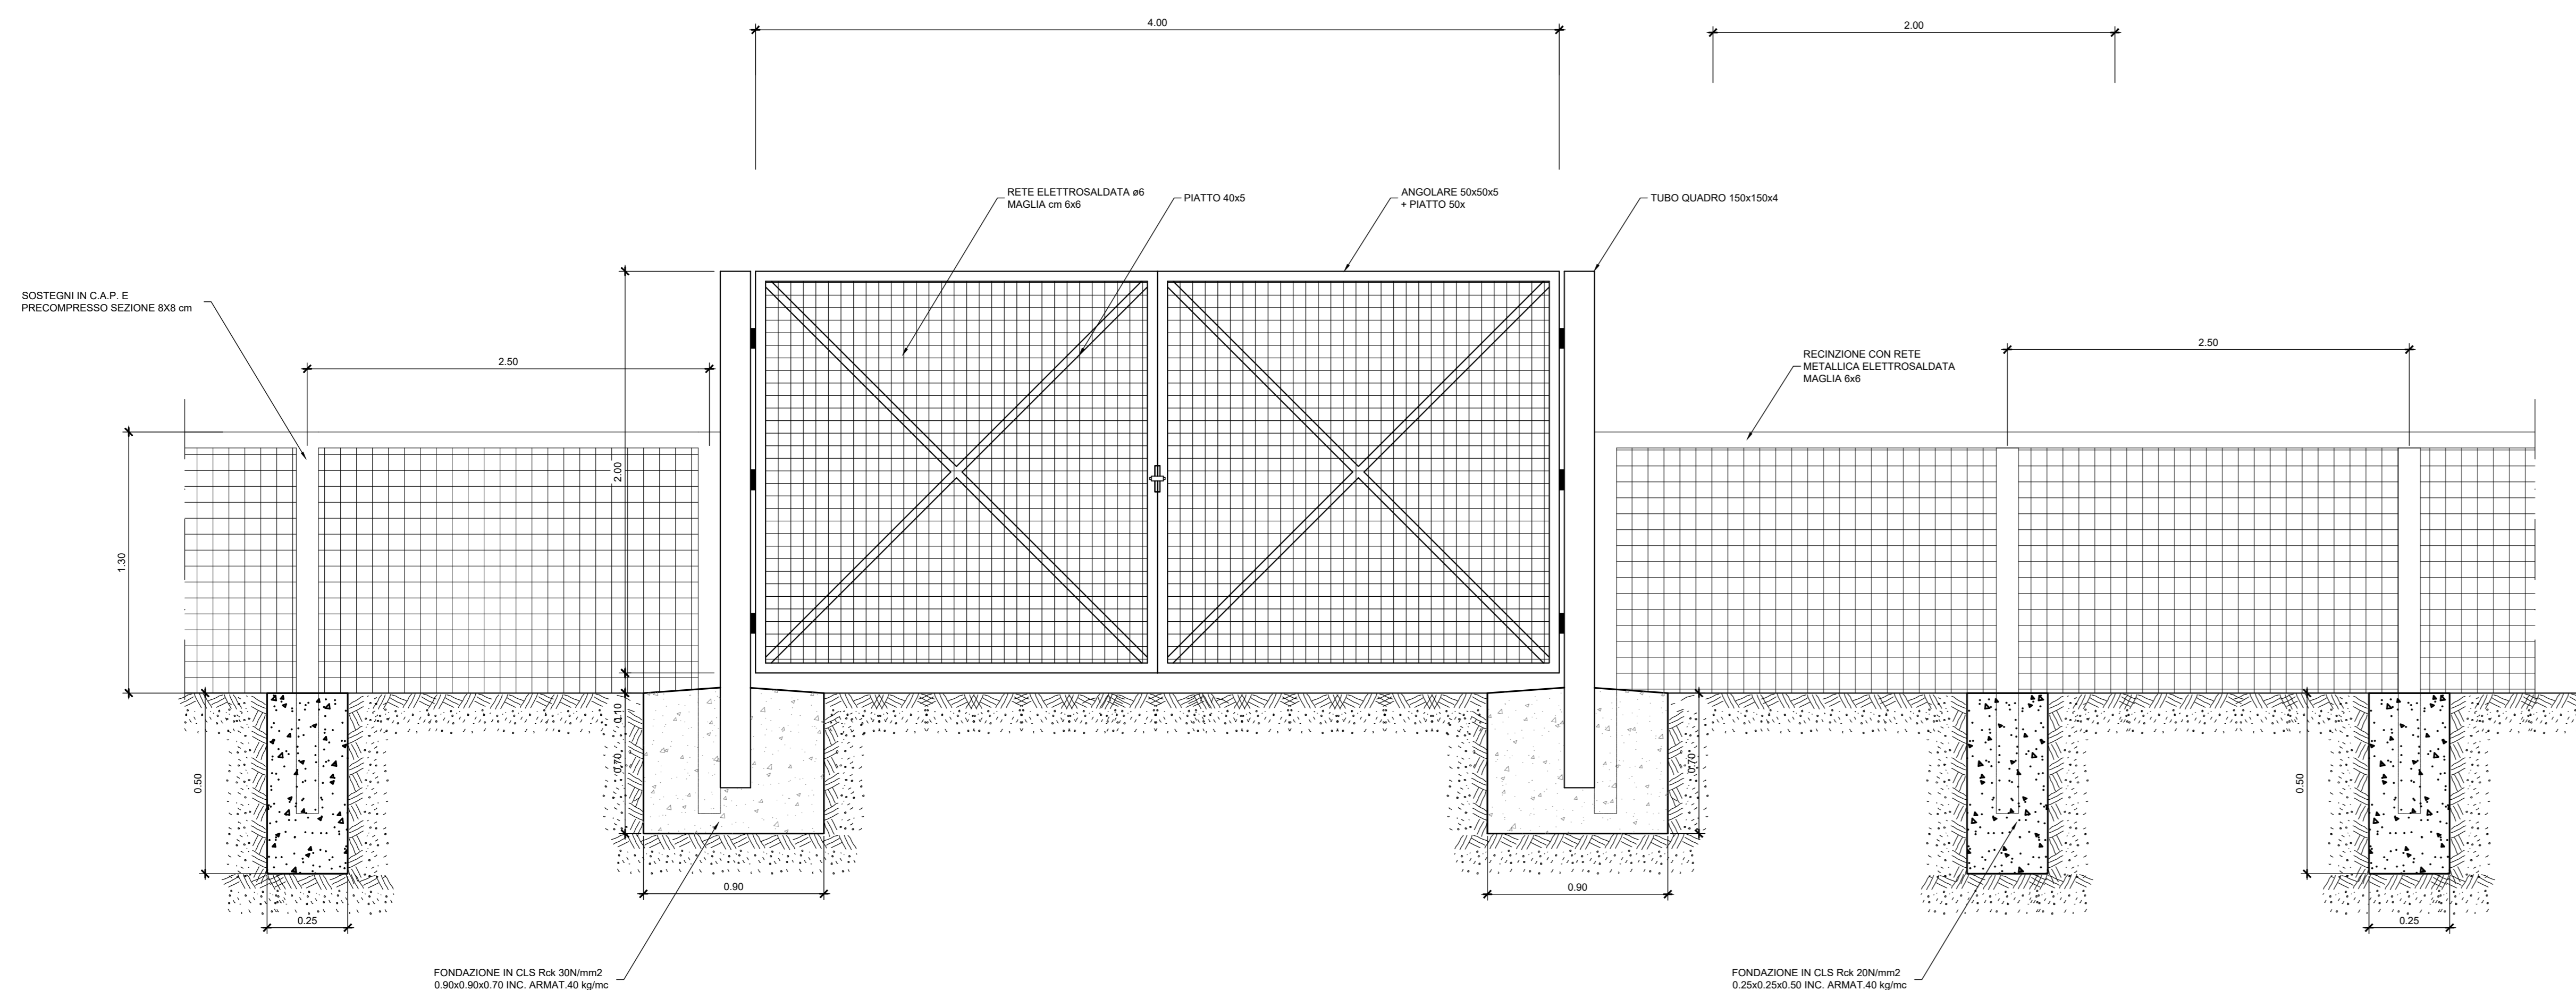 4.00
2.00
RETE ELETTROSALDATA ø6
MAGLIA cm 6x6
PIATTO 40x5
ANGOLARE 50x50x5
+ PIATTO 50x
TUBO QUADRO 150x150x4
SOSTEGNI IN C.A.P. E
PRECOMPRESSO SEZIONE 8X8 cm
2.50
RECINZIONE CON RETE
METALLICA ELETTROSALDATA
MAGLIA 6x6
2.50
2.00
1.30
0.10
0.70
0.70
0.50
0.50
0.90
0.90
0.25
0.25
FONDAZIONE IN CLS Rck 30N/mm2
0.90x0.90x0.70 INC. ARMAT.40 kg/mc
FONDAZIONE IN CLS Rck 20N/mm2
0.25x0.25x0.50 INC. ARMAT.40 kg/mc